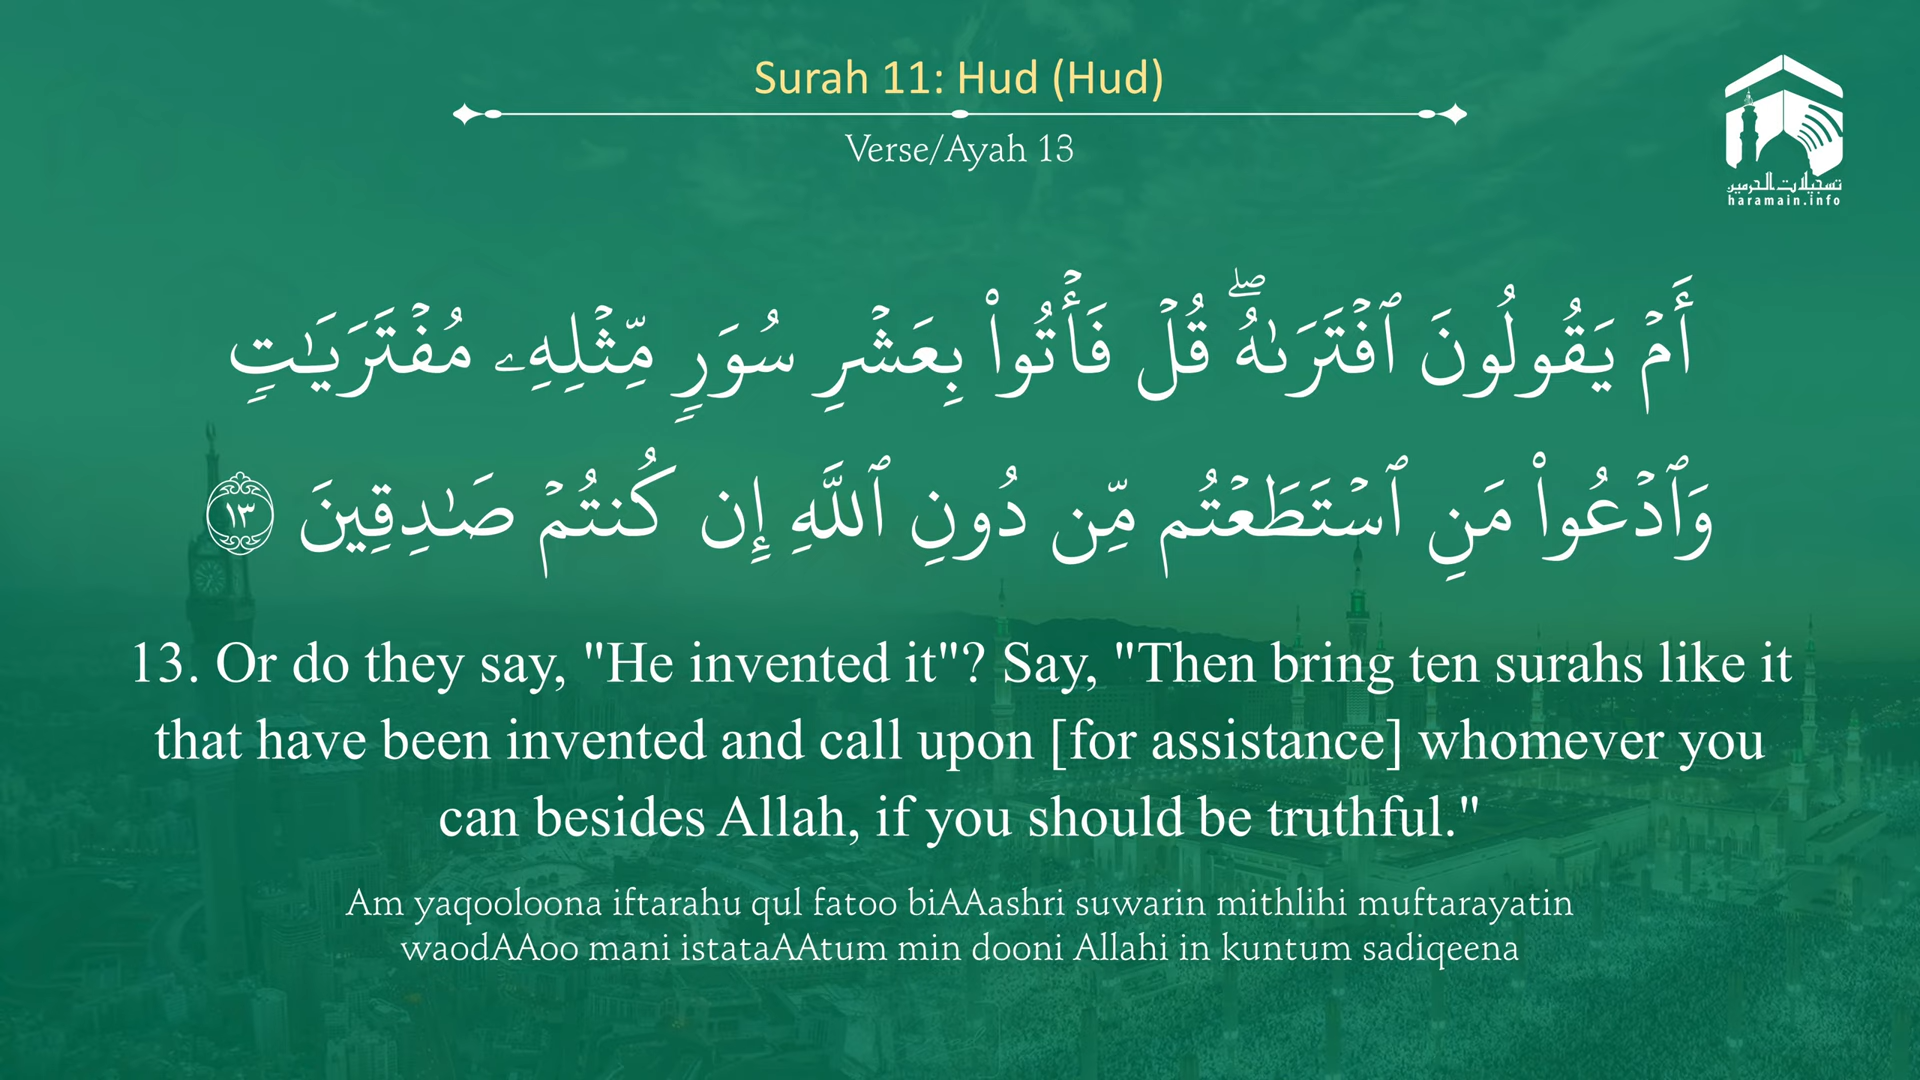 Surah 11: Hud (Hud)
Verse/Ayah 13
تسجيلات الحرمين
haramain.info
أَمۡ يَقُولُونَ ٱفۡتَرَىٰهُۖ قُلۡ فَأۡتُواْ بِعَشۡرِ سُوَرٖ مِّثۡلِهِۦ مُفۡتَرَيَٰتٖ
وَٱدۡعُواْ مَنِ ٱسۡتَطَعۡتُم مِّن دُونِ ٱللَّهِ إِن كُنتُمۡ صَٰدِقِينَ ١٣
13. Or do they say, "He invented it"? Say, "Then bring ten surahs like it
that have been invented and call upon [for assistance] whomever you
can besides Allah, if you should be truthful."
Am yaqooloona iftarahu qul fatoo biAAashri suwarin mithlihi muftarayatin
waodAAoo mani istataAAtum min dooni Allahi in kuntum sadiqeena